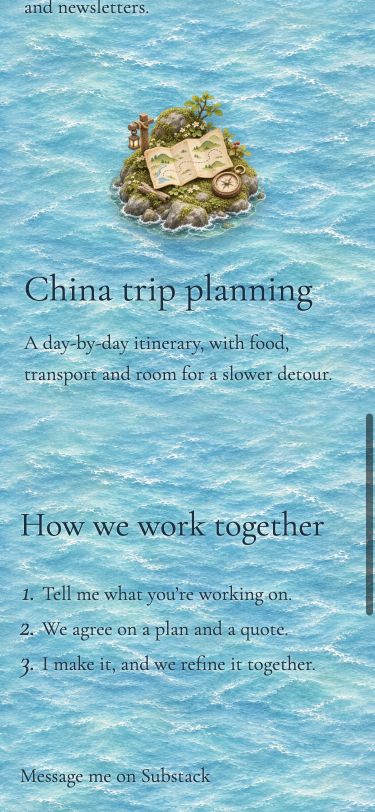 and newsletters.
China trip planning
A day-by-day itinerary, with food,
transport and room for a slower detour.
How we work together
1. Tell me what you’re working on.
2. We agree on a plan and a quote.
3. I make it, and we refine it together.
Message me on Substack